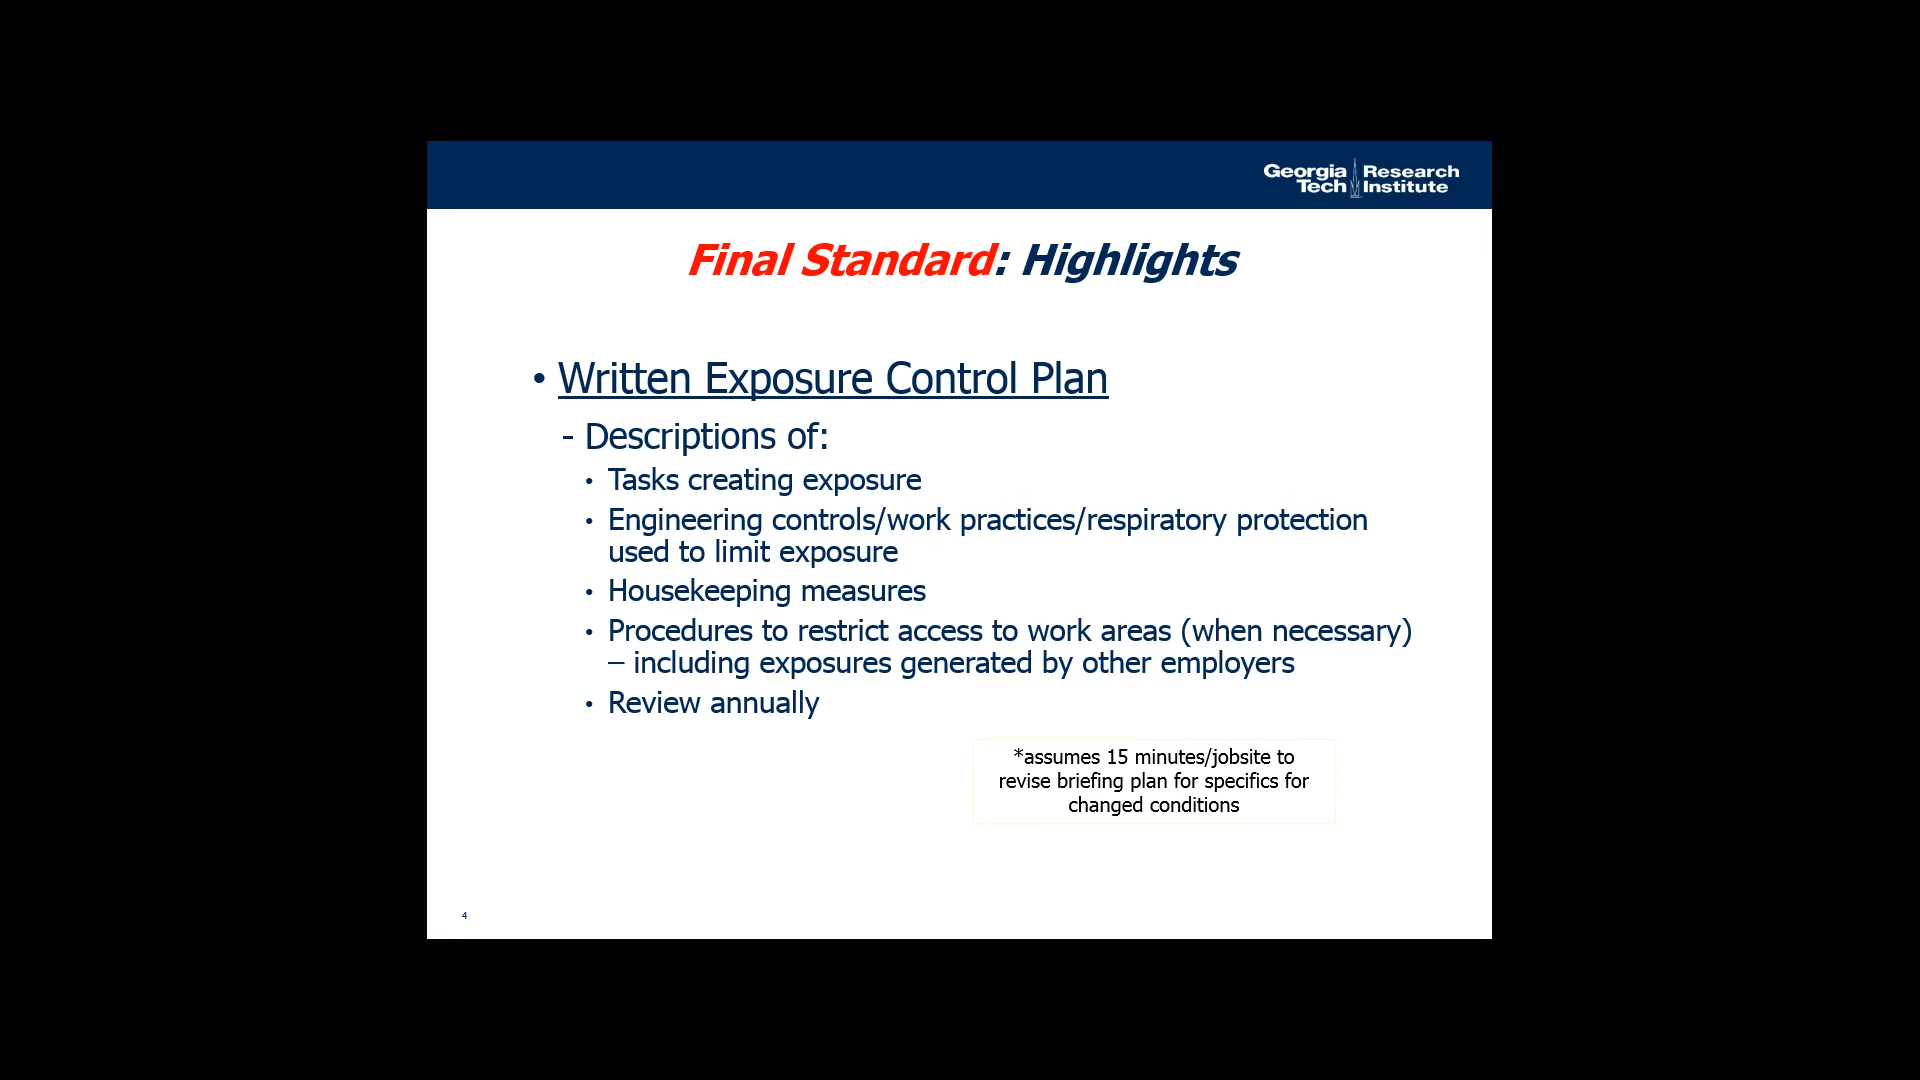 Georgia Research
Tech Institute
Final Standard: Highlights
• Written Exposure Control Plan
- Descriptions of:
• Tasks creating exposure
• Engineering controls/work practices/respiratory protection
used to limit exposure
• Housekeeping measures
• Procedures to restrict access to work areas (when necessary)
– including exposures generated by other employers
• Review annually
*assumes 15 minutes/jobsite to
revise briefing plan for specifics for
changed conditions
4